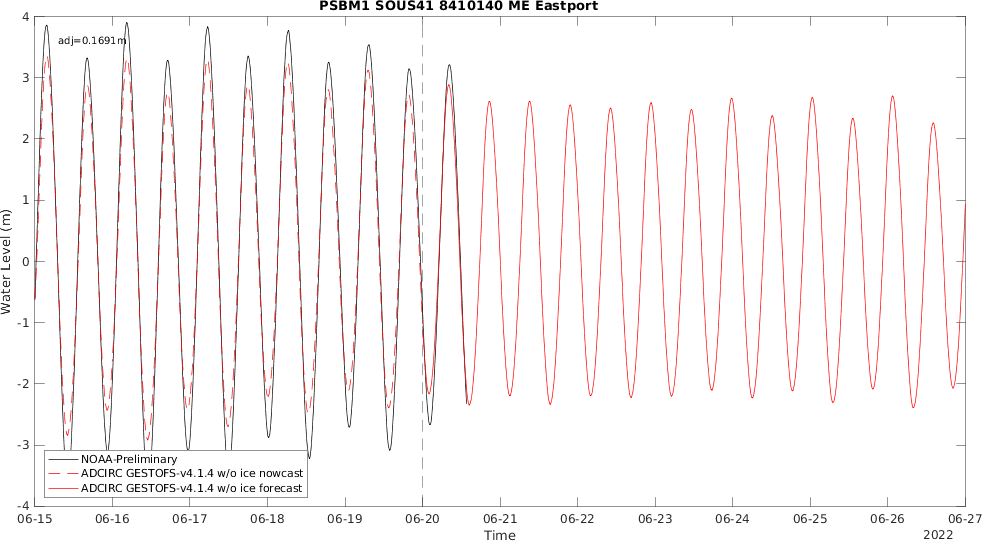 PSBM1 SOUS41 8410140 ME Eastport
adj=0.1691m
4
3
2
1
0
-1
-2
-3
-4
Water Level (m)
NOAA-Preliminary
ADCIRC GESTOFS-v4.1.4 w/o ice nowcast
ADCIRC GESTOFS-v4.1.4 w/o ice forecast
06-15 06-16 06-17 06-18 06-19 06-20 06-21 06-22 06-23 06-24 06-25 06-26 06-27
Time
2022